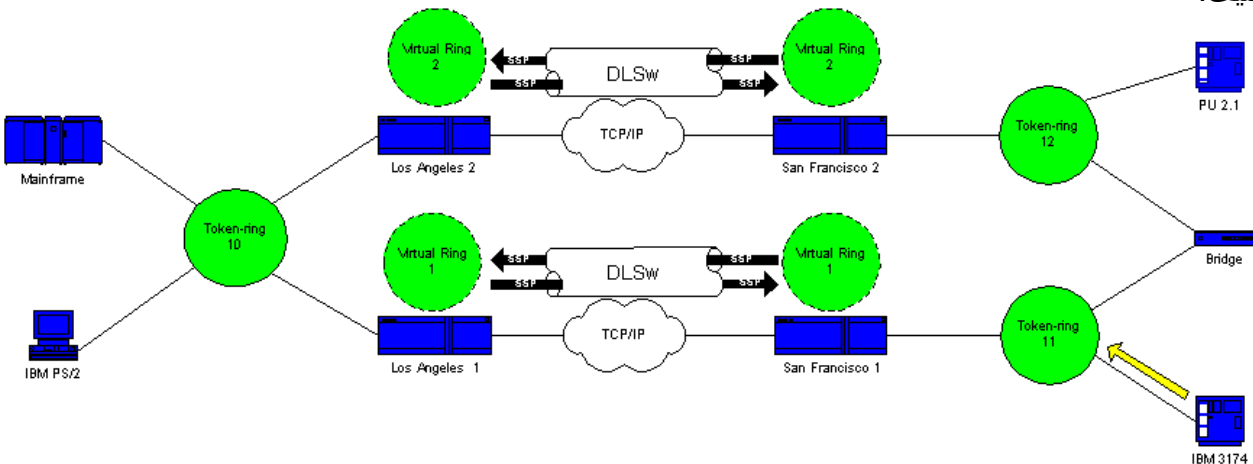 Virtual Ring
2
SSP
SSP
DLSw
SSP
SSP
Virtual Ring
2
PU 2.1
Mainframe
Los Angeles 2
TCP/IP
San Francisco 2
Token-ring
12
Token-ring
10
Virtual Ring
1
SSP
SSP
DLSw
SSP
SSP
Virtual Ring
1
Bridge
IBM PS/2
Los Angeles 1
TCP/IP
San Francisco 1
Token-ring
11
IBM 3174